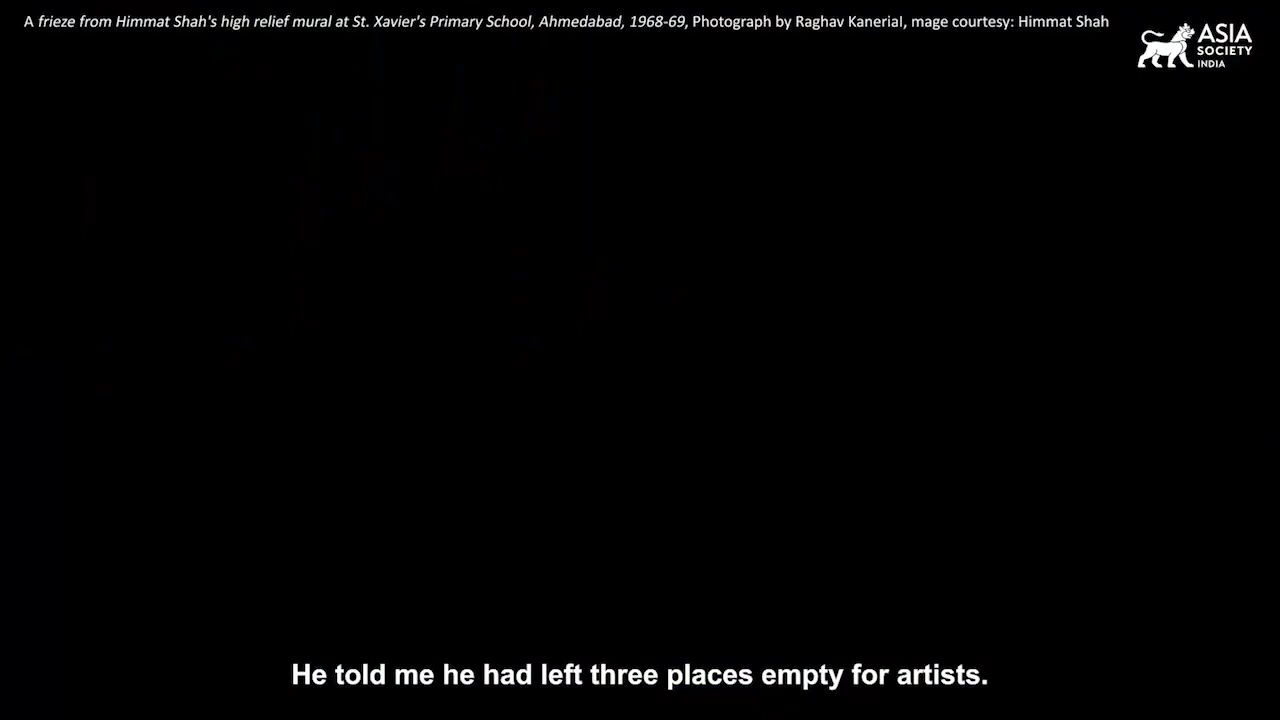 A frieze from Himmat Shah's high relief mural at St. Xavier's Primary School, Ahmedabad, 1968-69, Photograph by Raghav Kanerial, mage courtesy: Himmat Shah
ASIA
SOCIETY
INDIA
He told me he had left three places empty for artists.